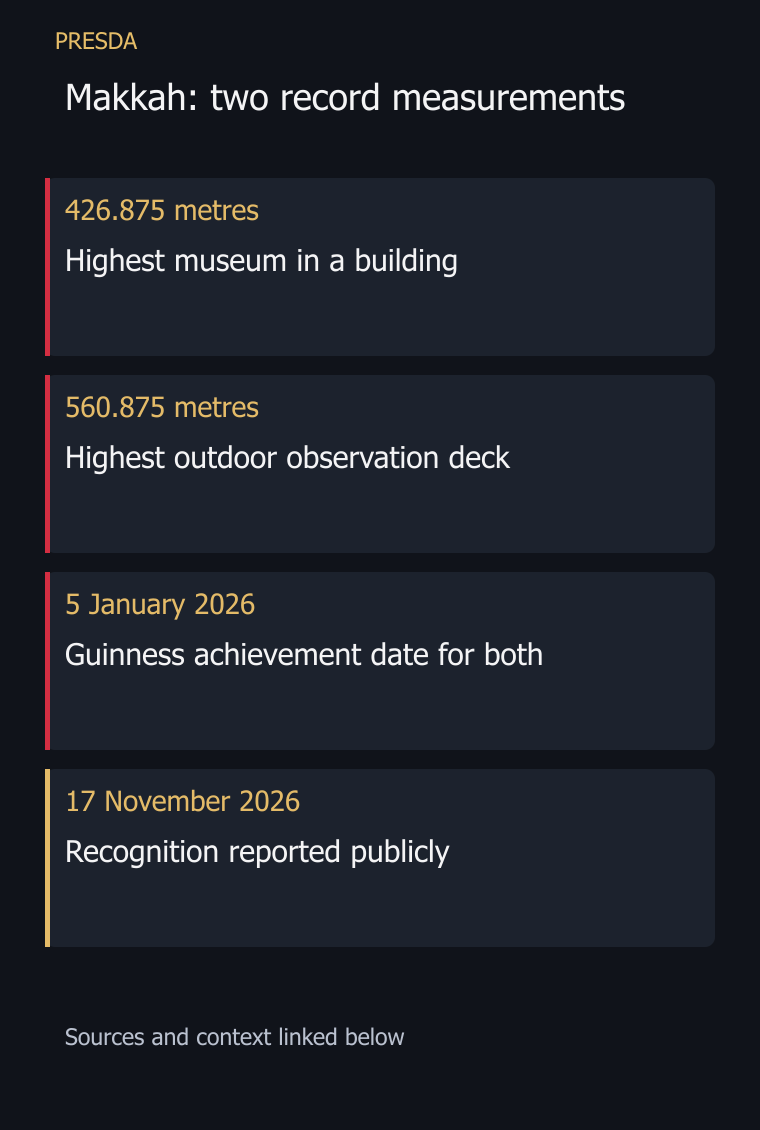 PRESDA
Makkah: two record measurements
426.875 metres
Highest museum in a building
560.875 metres
Highest outdoor observation deck
5 January 2026
Guinness achievement date for both
17 November 2026
Recognition reported publicly
Sources and context linked below